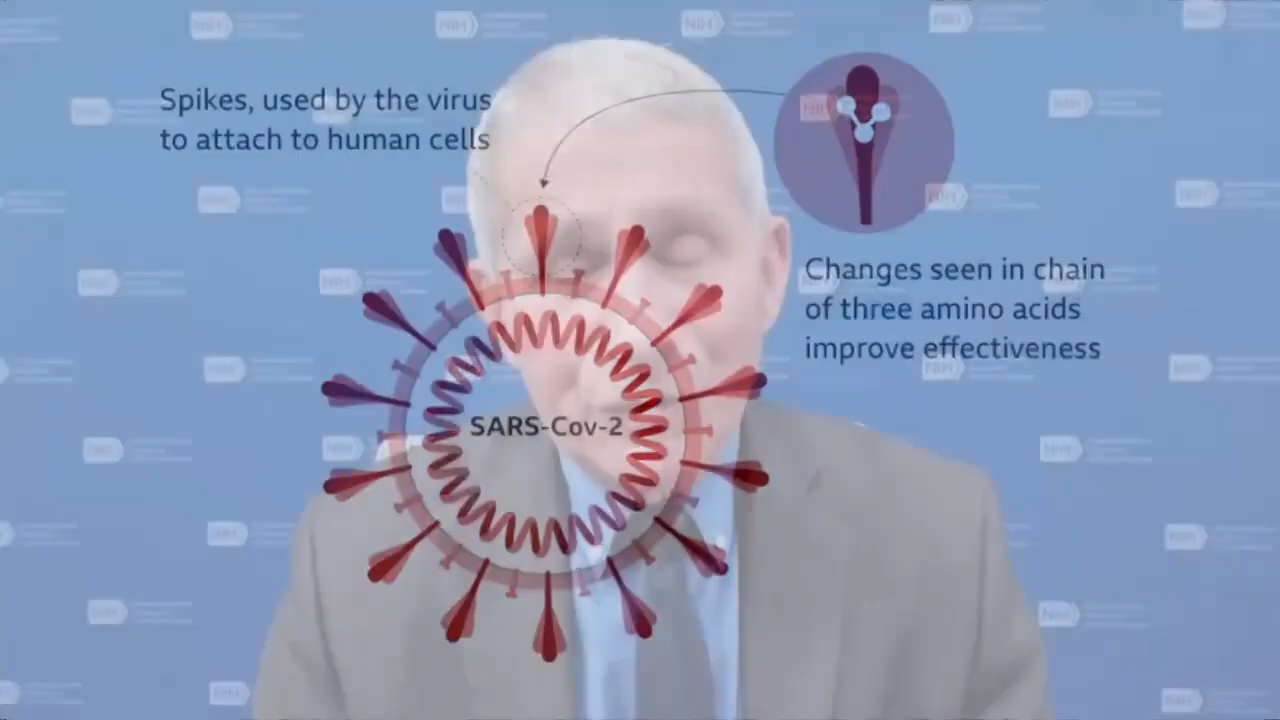 Spikes, used by the virus
to attach to human cells
Changes seen in chain
of three amino acids
improve effectiveness
SARS-Cov-2
NIH